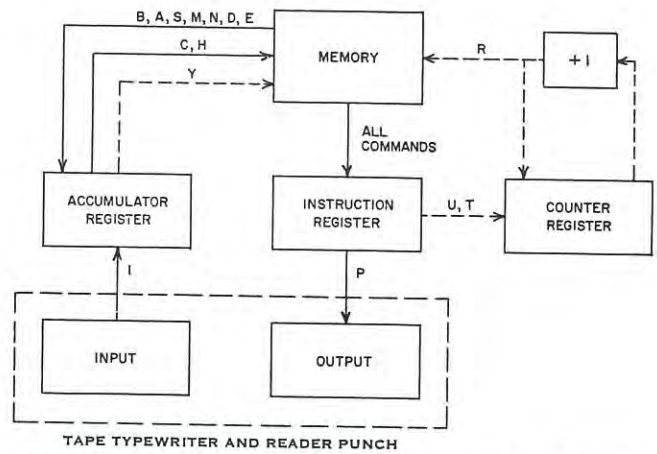 B, A, S, M, N, D, E
C, H
Y
MEMORY
R
+1
ALL
COMMANDS
ACCUMULATOR
REGISTER
INSTRUCTION
REGISTER
U, T
COUNTER
REGISTER
I
P
INPUT
OUTPUT
TAPE TYPEWRITER AND READER PUNCH